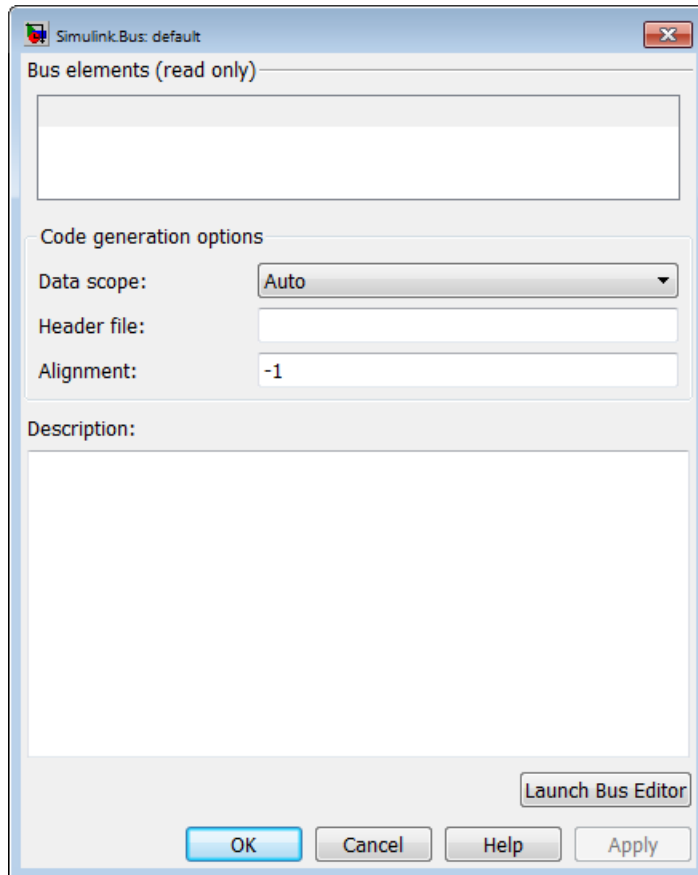 Simulink.Bus: default
Bus elements (read only)
Code generation options
Data scope: Auto
Header file:
Alignment: -1
Description:
Launch Bus Editor
OK Cancel Help Apply